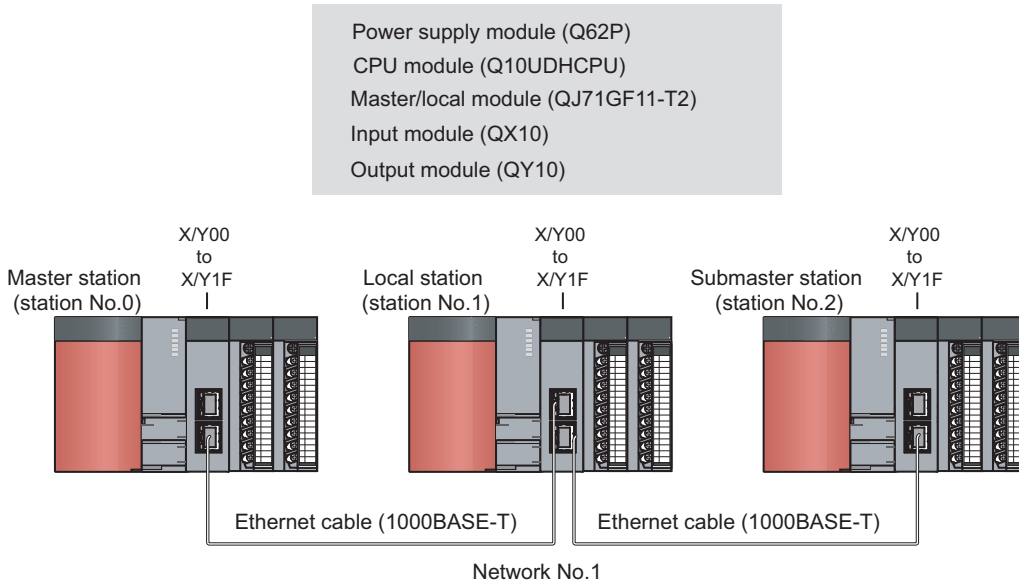 Power supply module (Q62P)
CPU module (Q10UDHCPU)
Master/local module (QJ71GF11-T2)
Input module (QX10)
Output module (QY10)
X/Y00
to
X/Y1F
Master station
(station No.0)
X/Y00
to
X/Y1F
Local station
(station No.1)
X/Y00
to
X/Y1F
Submaster station
(station No.2)
Ethernet cable (1000BASE-T)
Ethernet cable (1000BASE-T)
Network No.1